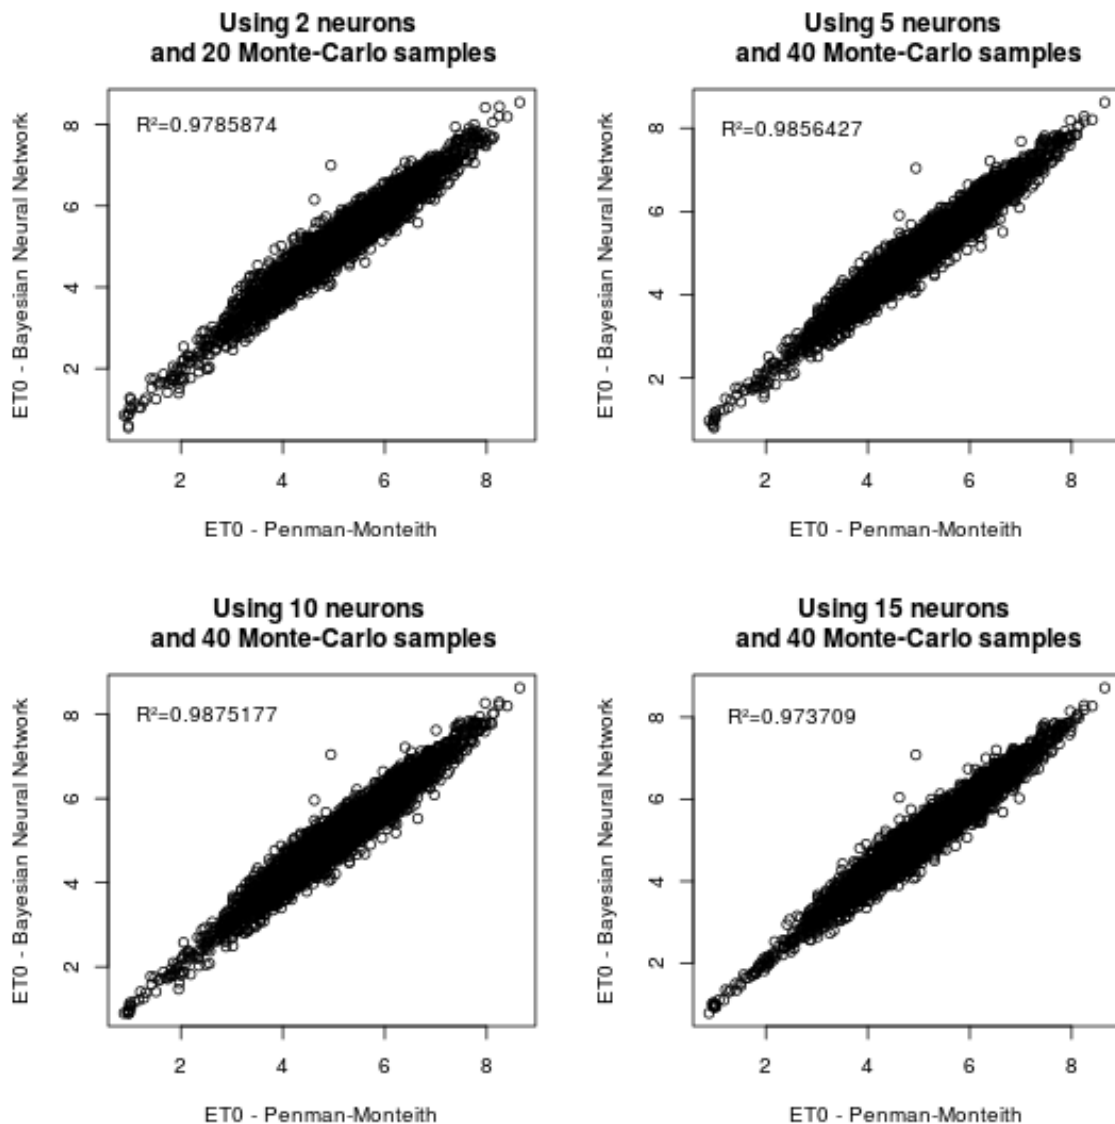 Using 2 neurons
and 20 Monte-Carlo samples
R²=0.9785874
ET0 - Bayesian Neural Network
8
6
4
2
2 4 6 8
ET0 - Penman-Monteith
Using 5 neurons
and 40 Monte-Carlo samples
R²=0.9856427
ET0 - Bayesian Neural Network
8
6
4
2
2 4 6 8
ET0 - Penman-Monteith
Using 10 neurons
and 40 Monte-Carlo samples
R²=0.9875177
ET0 - Bayesian Neural Network
8
6
4
2
2 4 6 8
ET0 - Penman-Monteith
Using 15 neurons
and 40 Monte-Carlo samples
R²=0.973709
ET0 - Bayesian Neural Network
8
6
4
2
2 4 6 8
ET0 - Penman-Monteith